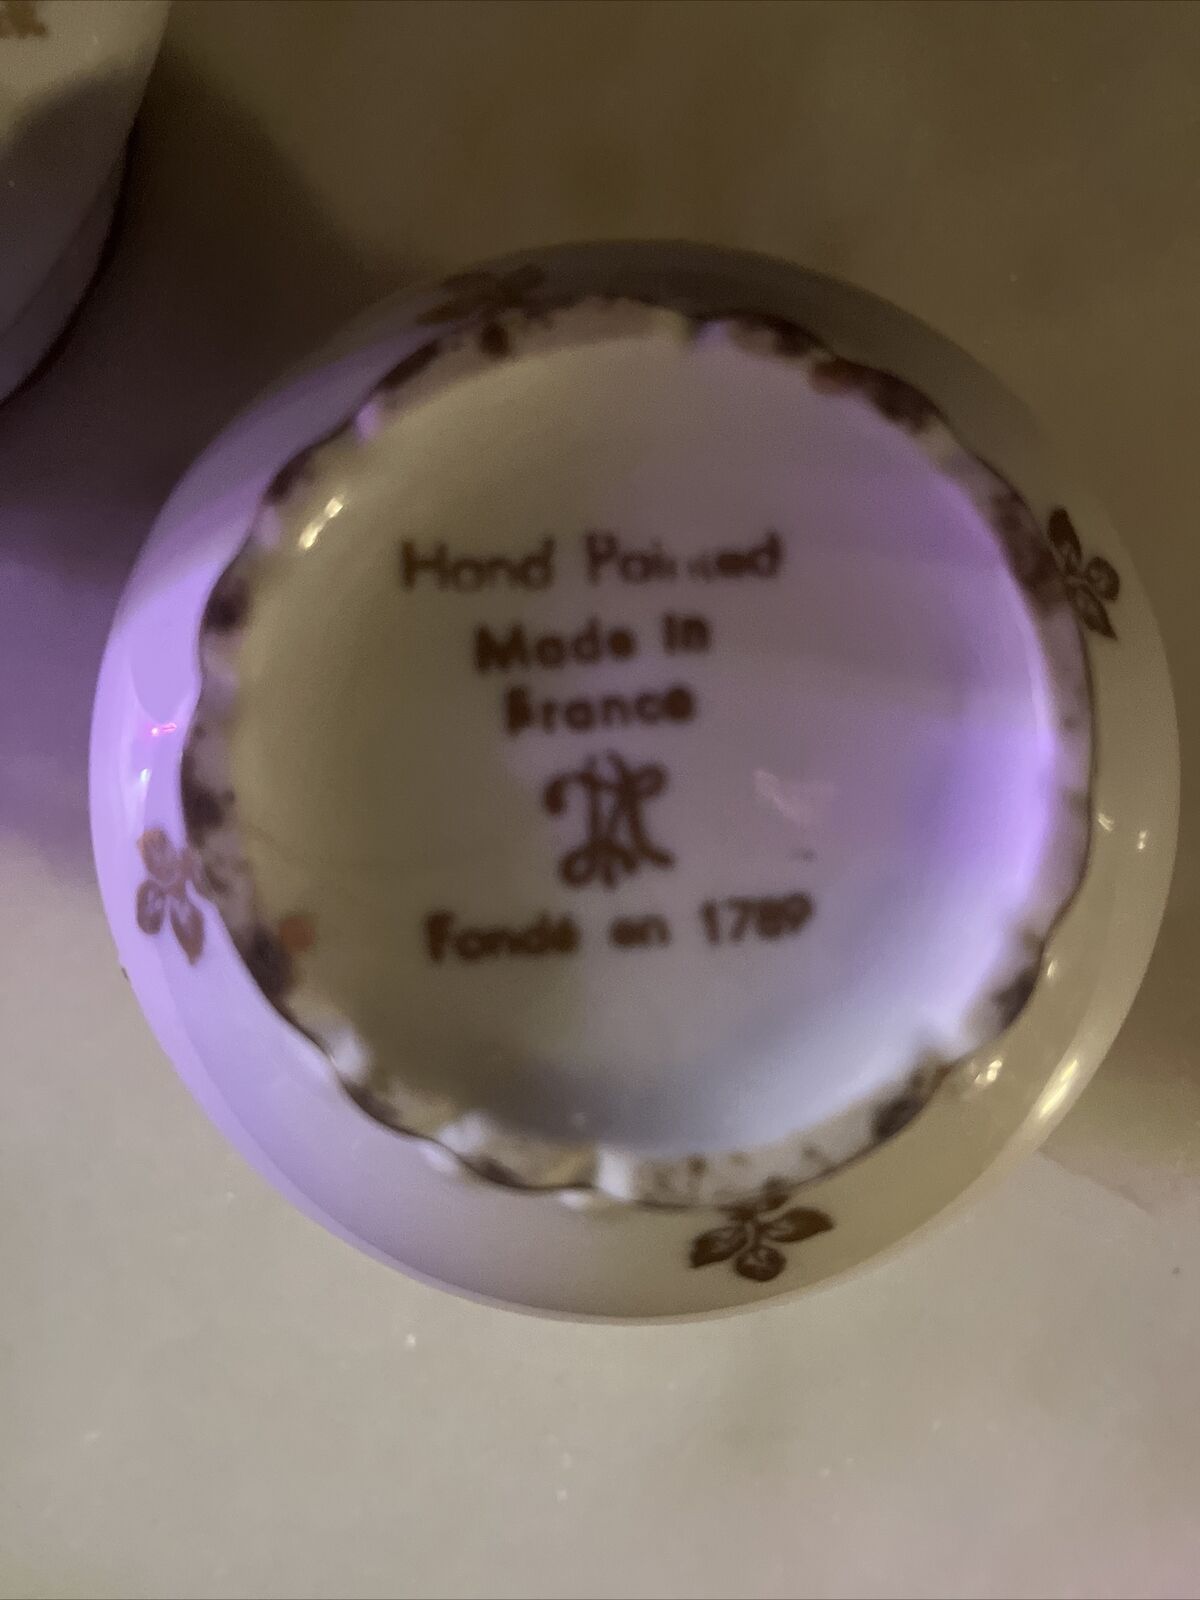 Hand Painted
Made in
France
Fondé en 1789